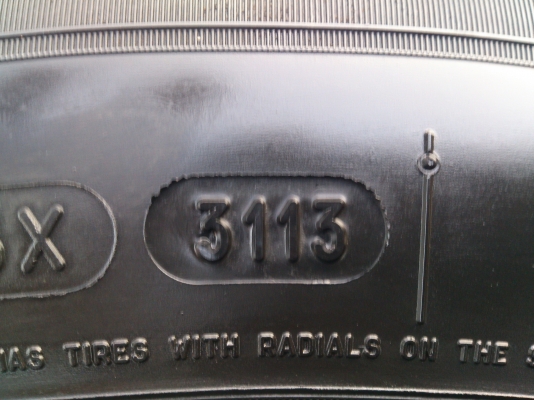 X 3113
TIRES WITH RADIALS ON THE